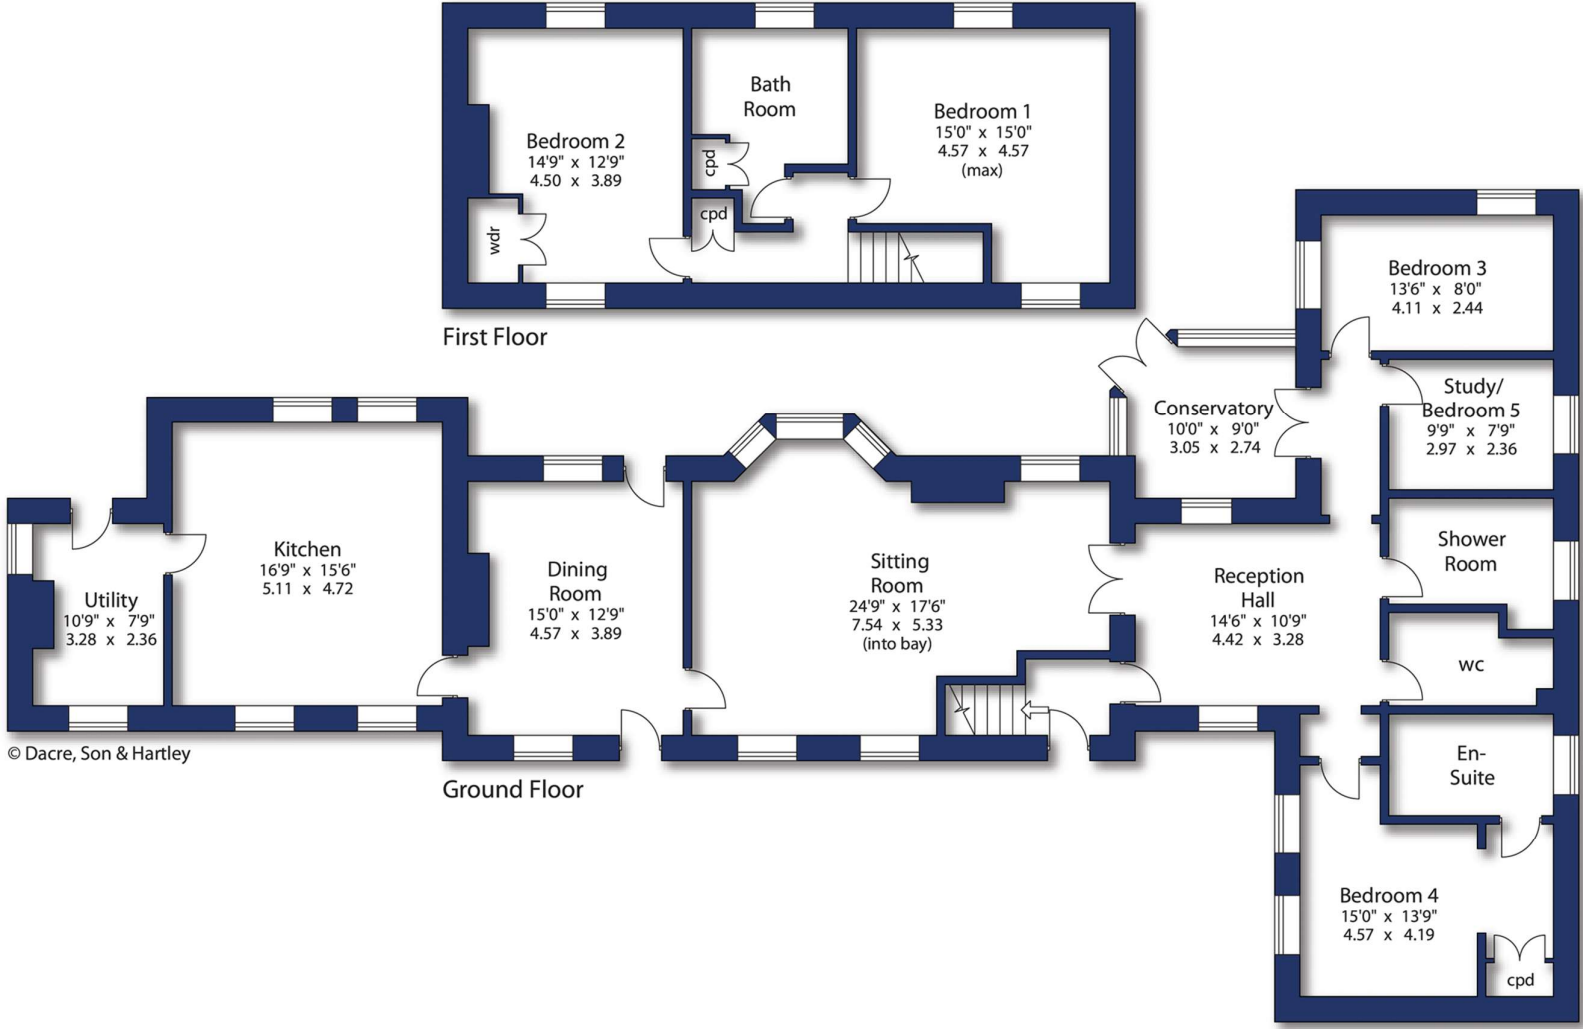 Bedroom 2
14'9" x 12'9"
4.50 x 3.89
wdr
Bath
Room
cpd
cpd
Bedroom 1
15'0" x 15'0"
4.57 x 4.57
(max)
First Floor
Bedroom 3
13'6" x 8'0"
4.11 x 2.44
Conservatory
10'0" x 9'0"
3.05 x 2.74
Study/
Bedroom 5
9'9" x 7'9"
2.97 x 2.36
Utility
10'9" x 7'9"
3.28 x 2.36
Kitchen
16'9" x 15'6"
5.11 x 4.72
Dining
Room
15'0" x 12'9"
4.57 x 3.89
Sitting
Room
24'9" x 17'6"
7.54 x 5.33
(into bay)
Reception
Hall
14'6" x 10'9"
4.42 x 3.28
Shower
Room
wc
En-
Suite
Bedroom 4
15'0" x 13'9"
4.57 x 4.19
cpd
© Dacre, Son & Hartley
Ground Floor